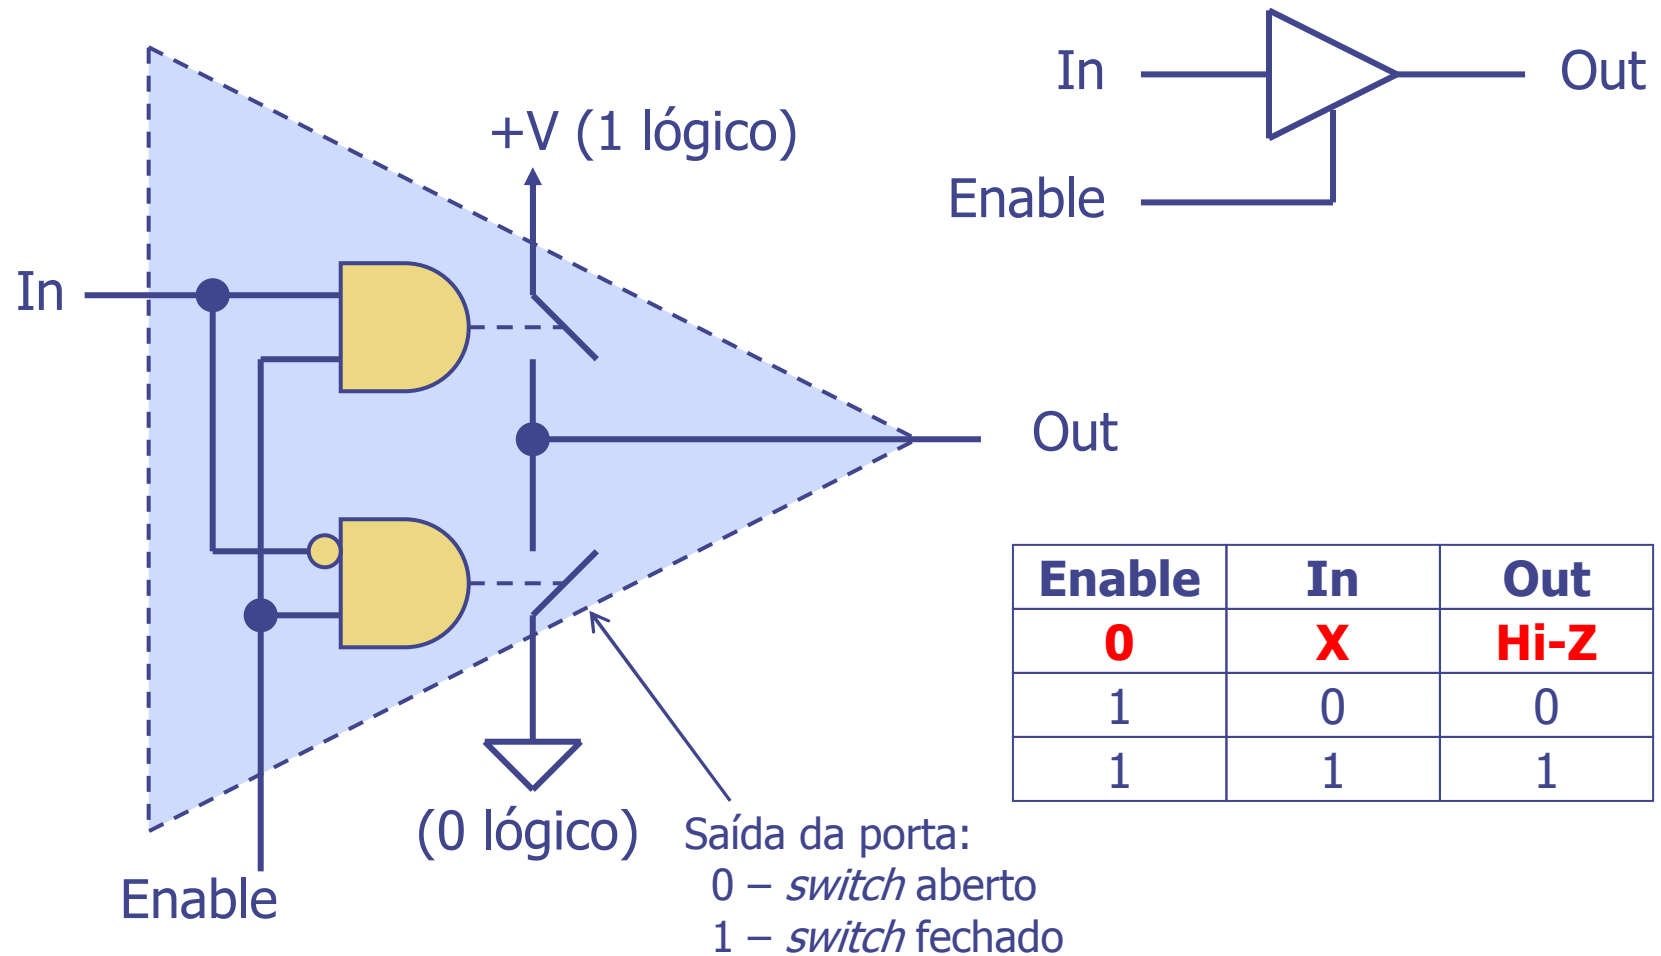 In
Out
Enable
+V (1 lógico)
In
Out
(0 lógico)
Enable
Saída da porta:
0 – switch aberto
1 – switch fechado
Enable In Out
0 X Hi-Z
1 0 0
1 1 1